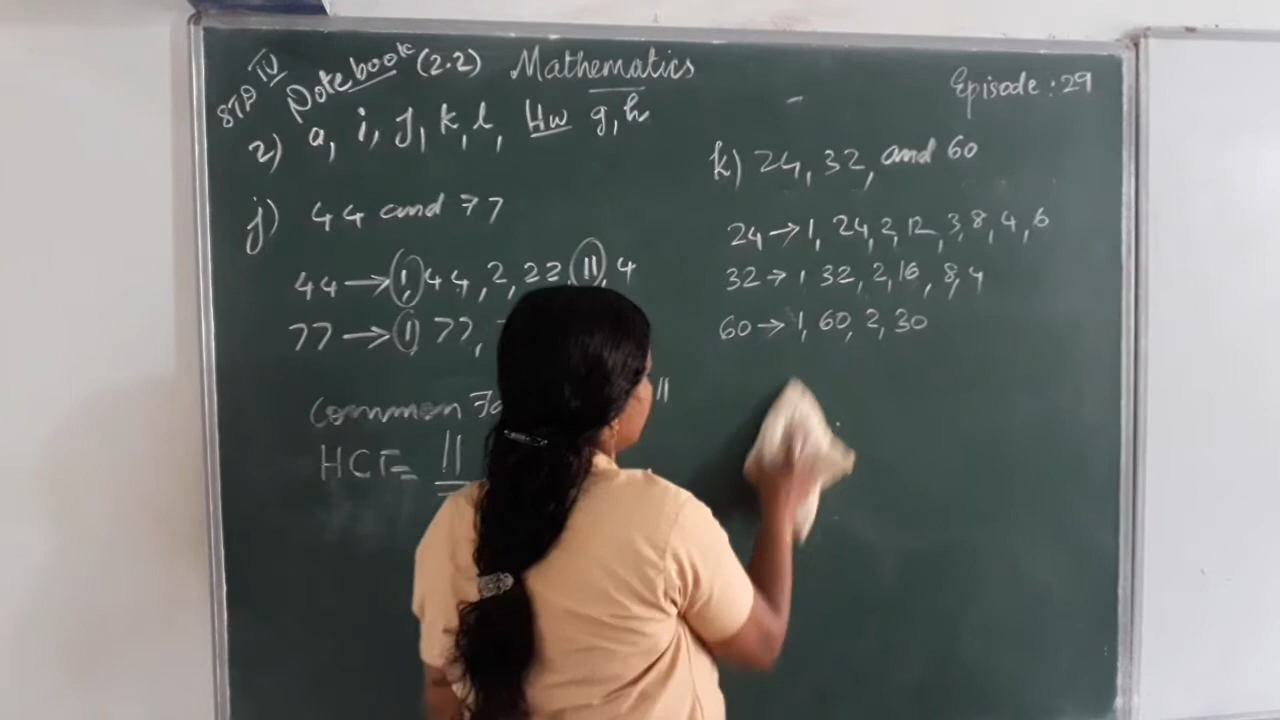 STD IV Notebook (2.2) Mathematics
Episode : 29
2) a, i, j, k, l, Hw g, h
j) 44 and 77
44 → 1, 44, 2, 22, 11, 4
77 → 1, 77,
Common Fa
11
HCF = 11
k) 24, 32, and 60
24 → 1, 24, 2, 12, 3, 8, 4, 6
32 → 1 32, 2, 16, 8, 4
60 → 1, 60, 2, 30